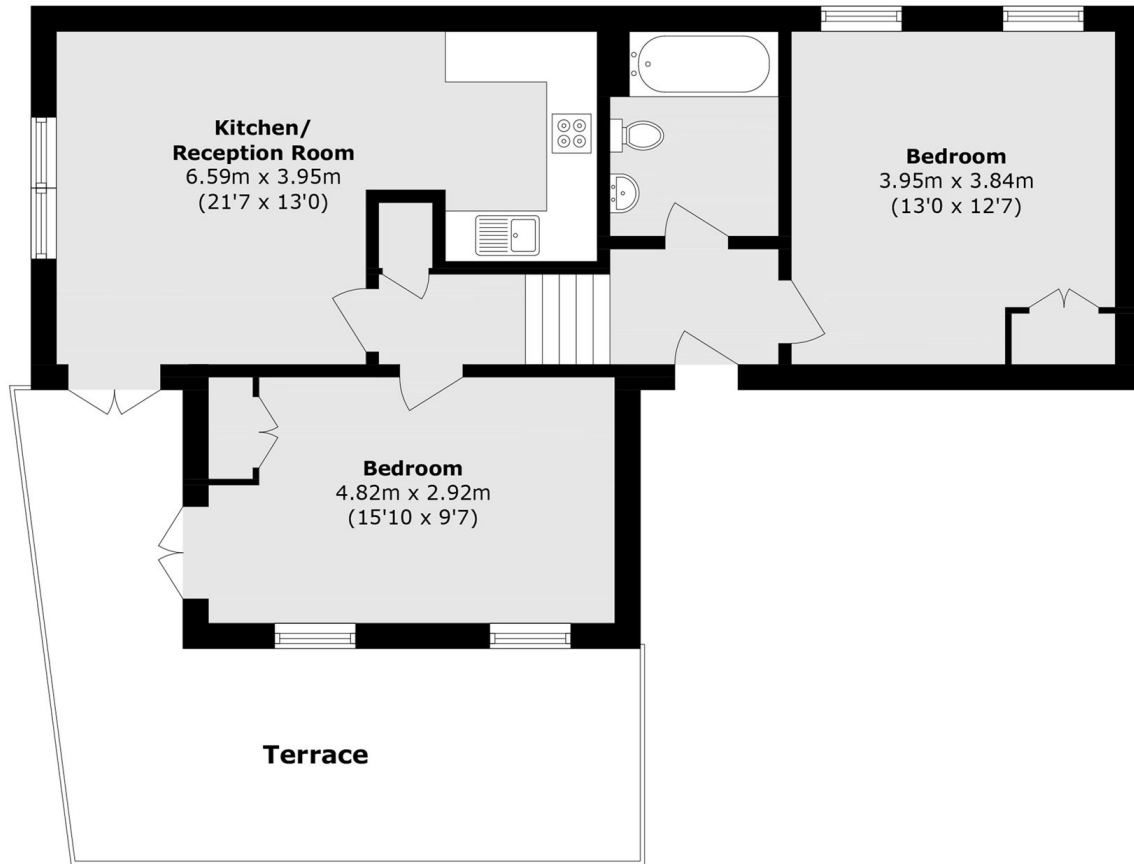 Kitchen/
Reception Room
6.59m x 3.95m
(21'7 x 13'0)
Bedroom
3.95m x 3.84m
(13'0 x 12'7)
Bedroom
4.82m x 2.92m
(15'10 x 9'7)
Terrace